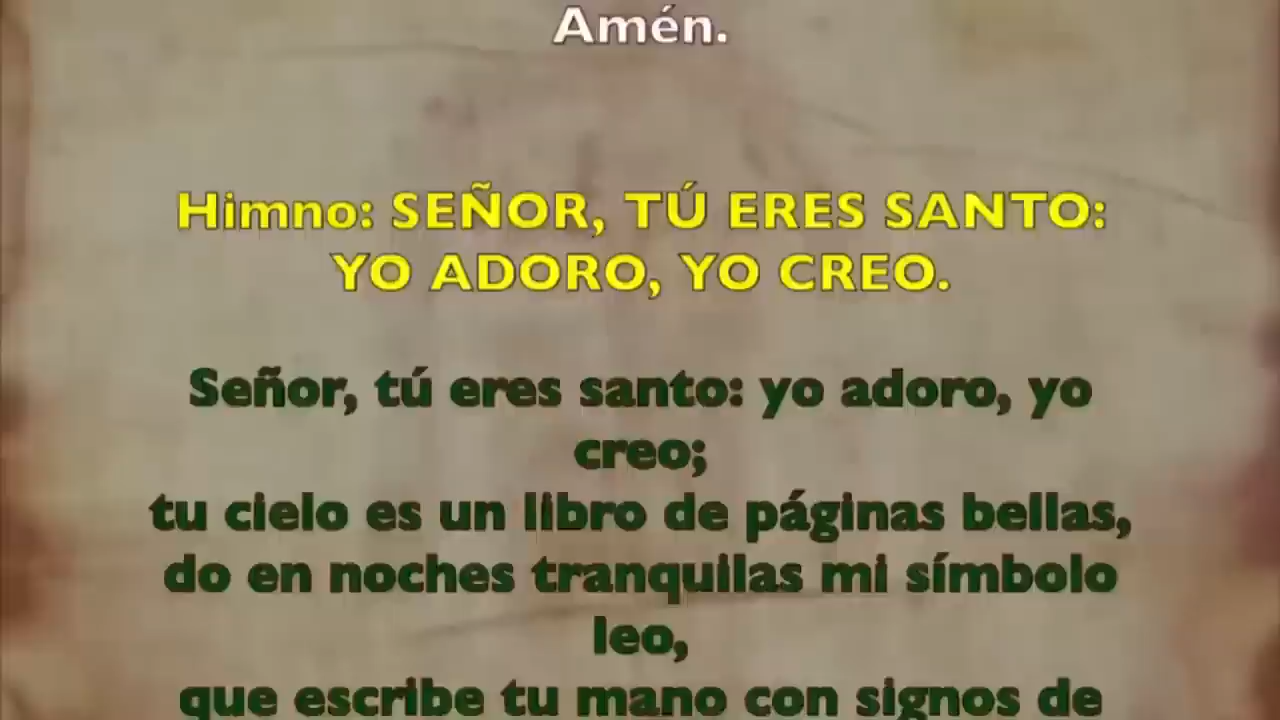 Amén.
Himno: SEÑOR, TÚ ERES SANTO:
YO ADORO, YO CREO.
Señor, tú eres santo: yo adoro, yo
creo;
tu cielo es un libro de páginas bellas,
do en noches tranquilas mi símbolo
leo,
que escribe tu mano con signos de